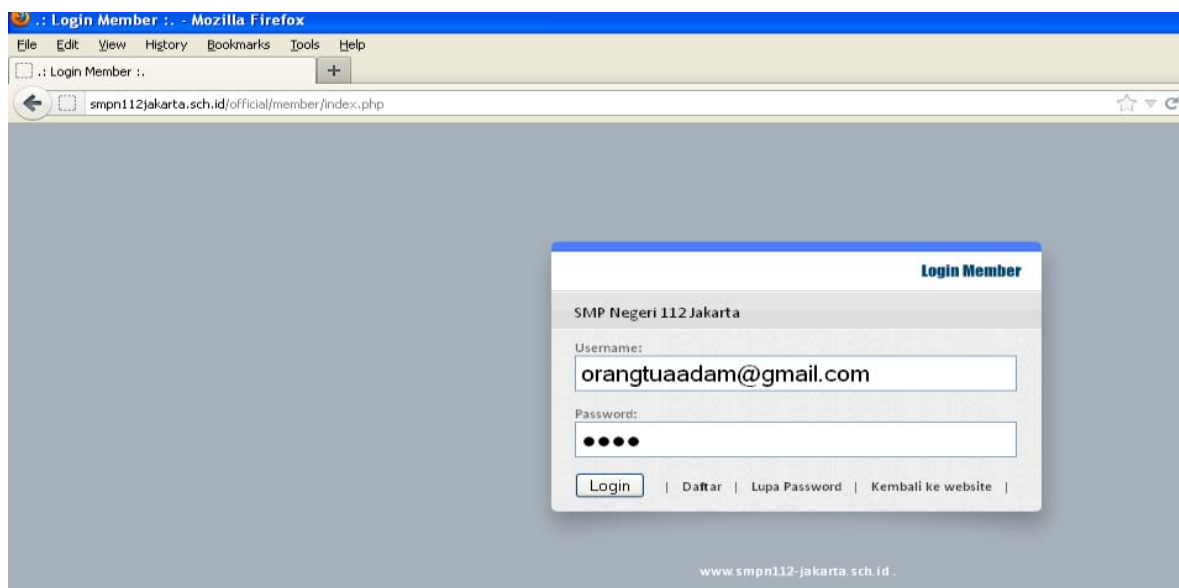 .: Login Member :. - Mozilla Firefox
File Edit View History Bookmarks Tools Help
.: Login Member :. +
smpn112jakarta.sch.id/official/member/index.php
Login Member
SMP Negeri 112 Jakarta
Username:
orangtuaadam@gmail.com
Password:
••••
Login | Daftar | Lupa Password | Kembali ke website |
www.smpn112-jakarta.sch.id .